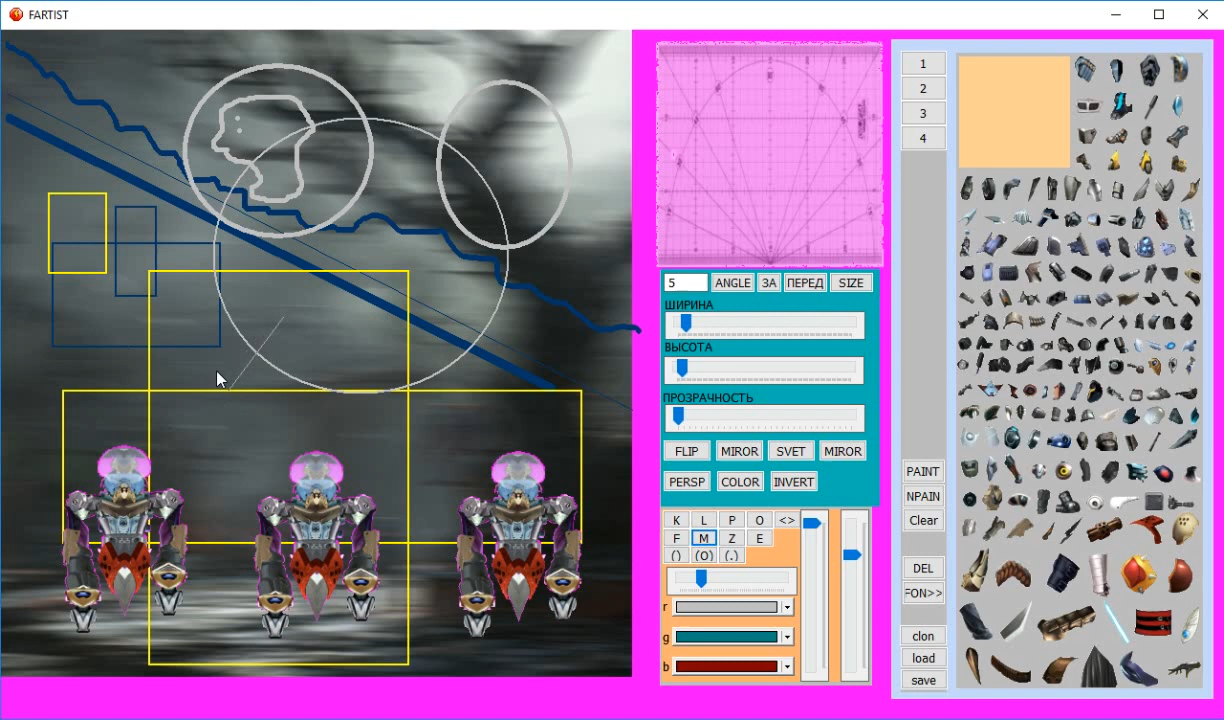 FARTIST
1
2
3
4
5 ANGLE ЗА ПЕРЕД SIZE
ШИРИНА
ВЫСОТА
ПРОЗРАЧНОСТЬ
FLIP MIROR SVET MIROR
PERSP COLOR INVERT
K L P O <>
F M Z E
() (O) (.)
r
g
b
PAINT
NPAIN
Clear
DEL
FON>>
clon
load
save